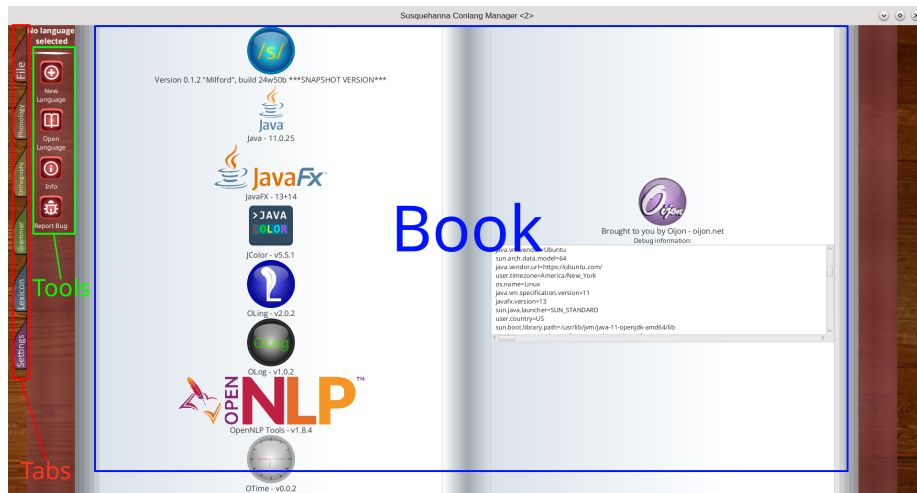 Susquehanna Conlang Manager <2>
No language
selected
File
Phonology
Orthography
Grammar
Lexicon
Settings
New
Language
Open
Language
Info
Report Bug
Tools
Tabs
Book
/s/
Version 0.1.2 "Milford", build 24w50b ***SNAPSHOT VERSION***
Java
Java - 11.0.25
JavaFX
JavaFX - 13+14
>JAVA
COLOR
JColor - v5.5.1
OLing - v2.0.2
OLog
OLog - v1.0.2
OPEN
NLP™
OpenNLP Tools - v1.8.4
OTime - v0.0.2
Oijon
Brought to you by Oijon - oijon.net
Debug information:
java.vm.vendor=Ubuntu
sun.arch.data.model=64
java.vendor.url=https://ubuntu.com/
user.timezone=America/New_York
os.name=Linux
java.vm.specification.version=11
javafx.version=13
sun.java.launcher=SUN_STANDARD
user.country=US
sun.boot.library.path=/usr/lib/jvm/java-11-openjdk-amd64/lib